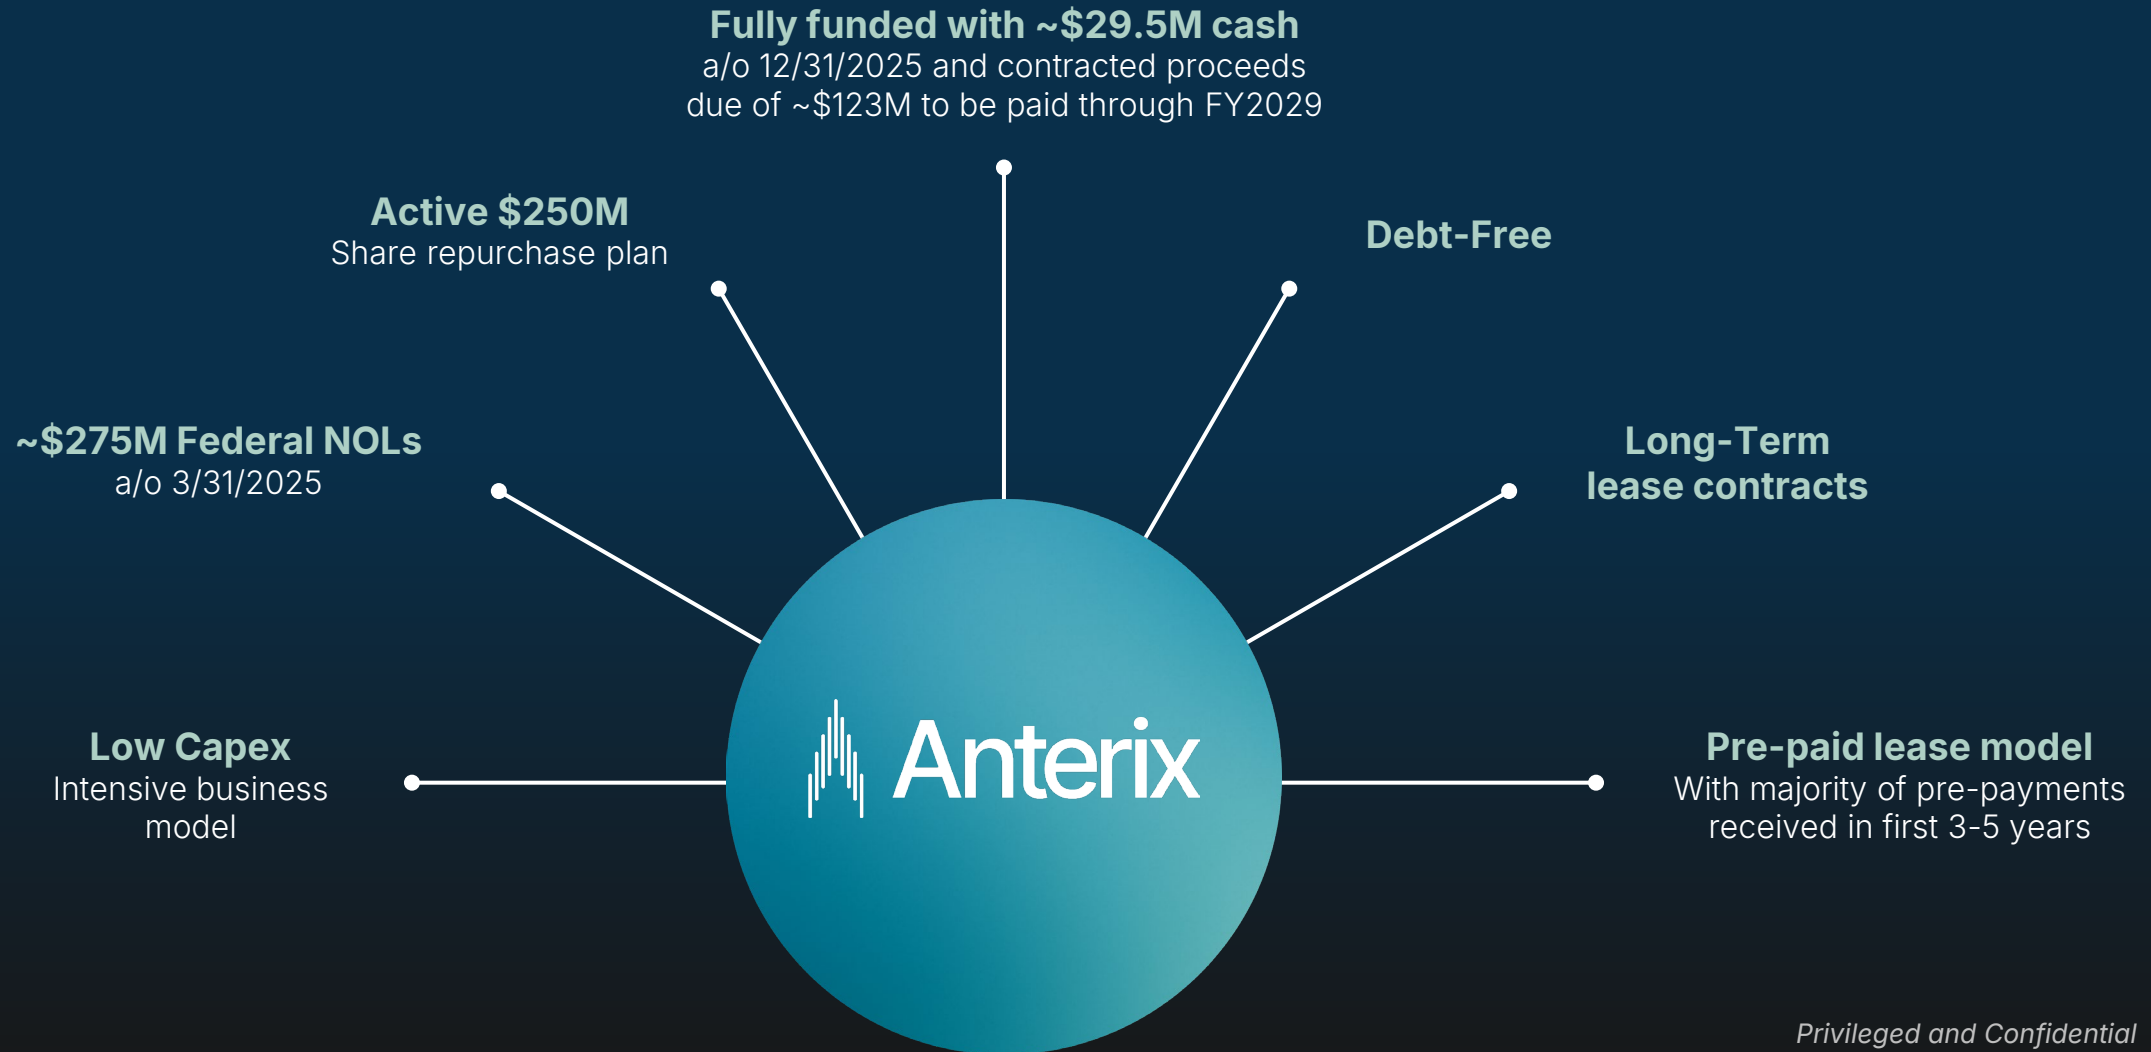 Fully funded with ~$29.5M cash
a/o 12/31/2025 and contracted proceeds
due of ~$123M to be paid through FY2029
Active $250M
Share repurchase plan
Debt-Free
~$275M Federal NOLs
a/o 3/31/2025
Long-Term
lease contracts
Low Capex
Intensive business
model
Anterix
Pre-paid lease model
With majority of pre-payments
received in first 3-5 years
Privileged and Confidential